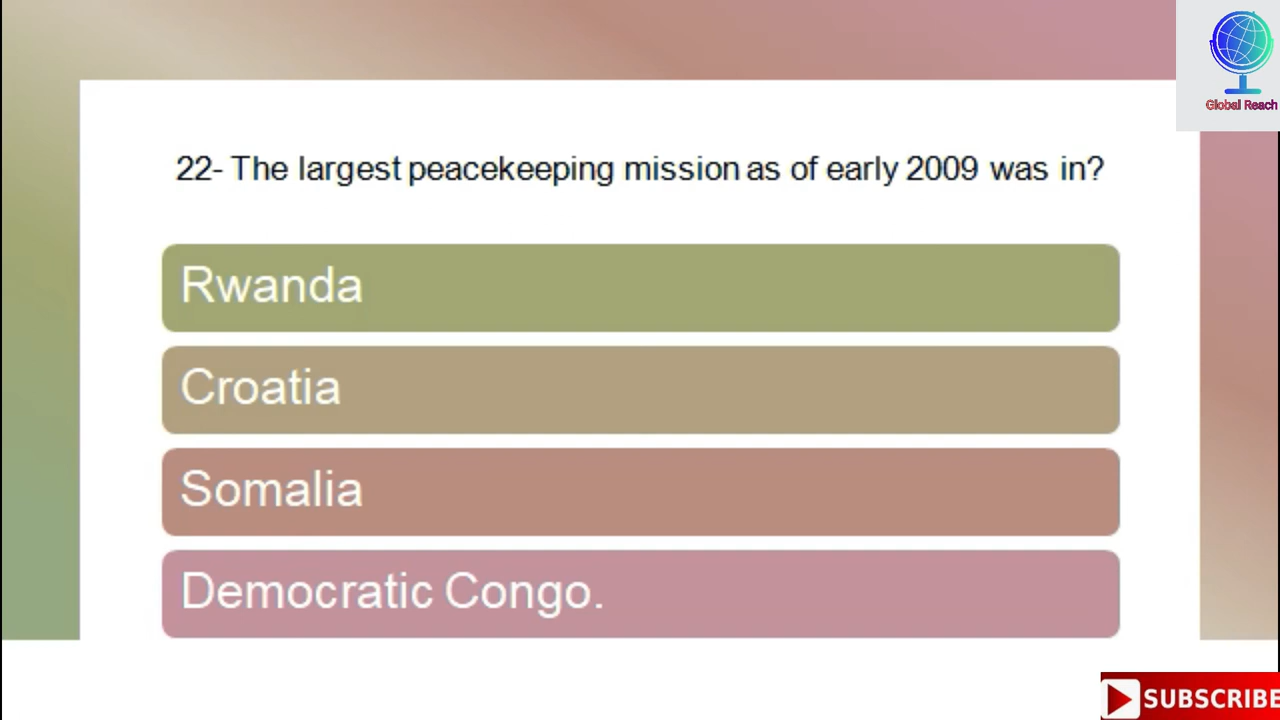 Global Reach
22- The largest peacekeeping mission as of early 2009 was in?
Rwanda
Croatia
Somalia
Democratic Congo.
SUBSCRIBE